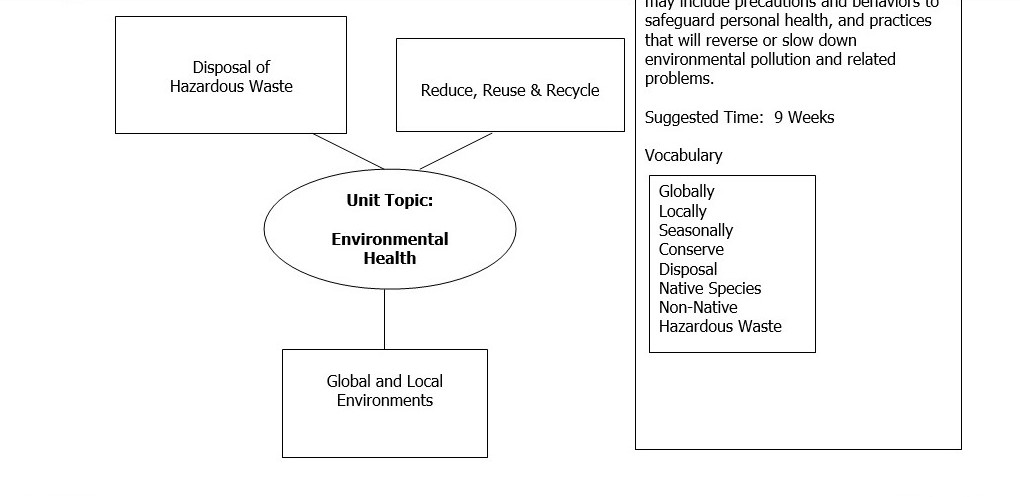 Disposal of
Hazardous Waste
Reduce, Reuse & Recycle
Unit Topic:
Environmental
Health
Global and Local
Environments
may include precautions and behaviors to
safeguard personal health, and practices
that will reverse or slow down
environmental pollution and related
problems.
Suggested Time:  9 Weeks
Vocabulary
Globally
Locally
Seasonally
Conserve
Disposal
Native Species
Non-Native
Hazardous Waste